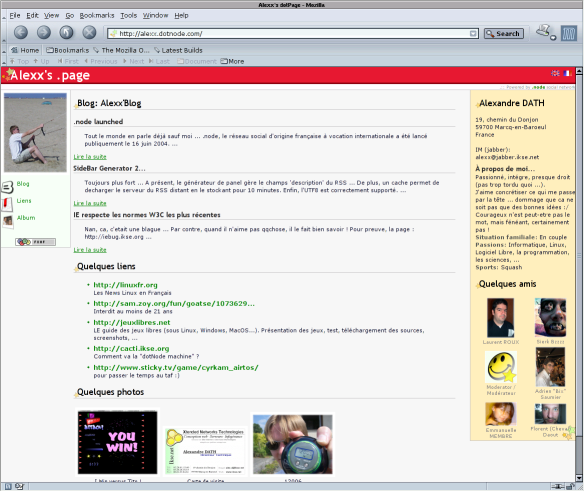 Alexx's delPage - Mozilla
File Edit View Go Bookmarks Tools Window Help
http://alexx.dotnode.com/ Search
Home Bookmarks The Mozilla O... Latest Builds
Top Up First Previous Next Last Document More
Alexx's .page
Powered by .node social network
Blog
Liens
Album
Blog: Alexx'Blog
.node launched
Tout le monde en parle déjà sauf moi ... .node, le réseau social d'origine française à vocation internationale a été lancé
publiquement le 16 juin 2004. ...
Lire la suite
SideBar Generator 2...
Toujours plus fort ... A présent, le générateur de panel gère le champs 'description' du RSS ... De plus, un cache permet de
decharger le serveur du RSS distant en le stockant pour 10 minutes. Enfin, l'UTF8 est correctement supporté. ...
Lire la suite
IE respecte les normes W3C les plus récentes
Nan, ca, c'etait une blague ... Par contre, quand il n'aime pas qqchose, il le fait bien savoir ! Pour preuve, la page :
http://iebug.ikse.org ...
Lire la suite
Quelques liens
http://linuxfr.org
Les News Linux en Français
http://sam.zoy.org/fun/goatse/1073629...
Interdit au moins de 21 ans
http://jeuxlibres.net
LE guide des jeux libres (sous Linux, Windows, MacOS...). Présentation des jeux, test, téléchargement des sources,
screenshots, ...
http://cacti.ikse.org
Comment va la "dotNode machine" ?
http://www.sticky.tv/game/cyrkam_airtos/
pour passer le temps au taf :)
Quelques photos
YOU
WIN!
Xtended Networks Technologies
Alexandre DATH
[ Mip versus Tits ]
Carte de visite
Alexandre DATH
19, chemin du Donjon
59700 Marcq-en-Baroeul
France
IM (jabber):
alexx@jabber.ikse.net
À propos de moi...
Passionné, intègre, presque droit
(pas trop tordu quoi ...).
J'aime concrétiser ce qui me passe
par la tête ... dommage que ca ne
soit pas que des bonnes idées :/
Courageux n'est peut-être pas le
mot, mais fénéant, certainement
pas !
Situation familiale: En couple
Passions: Informatique, Linux,
Logiciel Libre, la programmation,
les sciences, ...
Sports: Squash
Quelques amis
Laurent ROUX
Moderator /
Modérateur
Adrien "Bis"
Saumier
Emmanuelle
MEMBRE
Florent (Cheval)
Daout